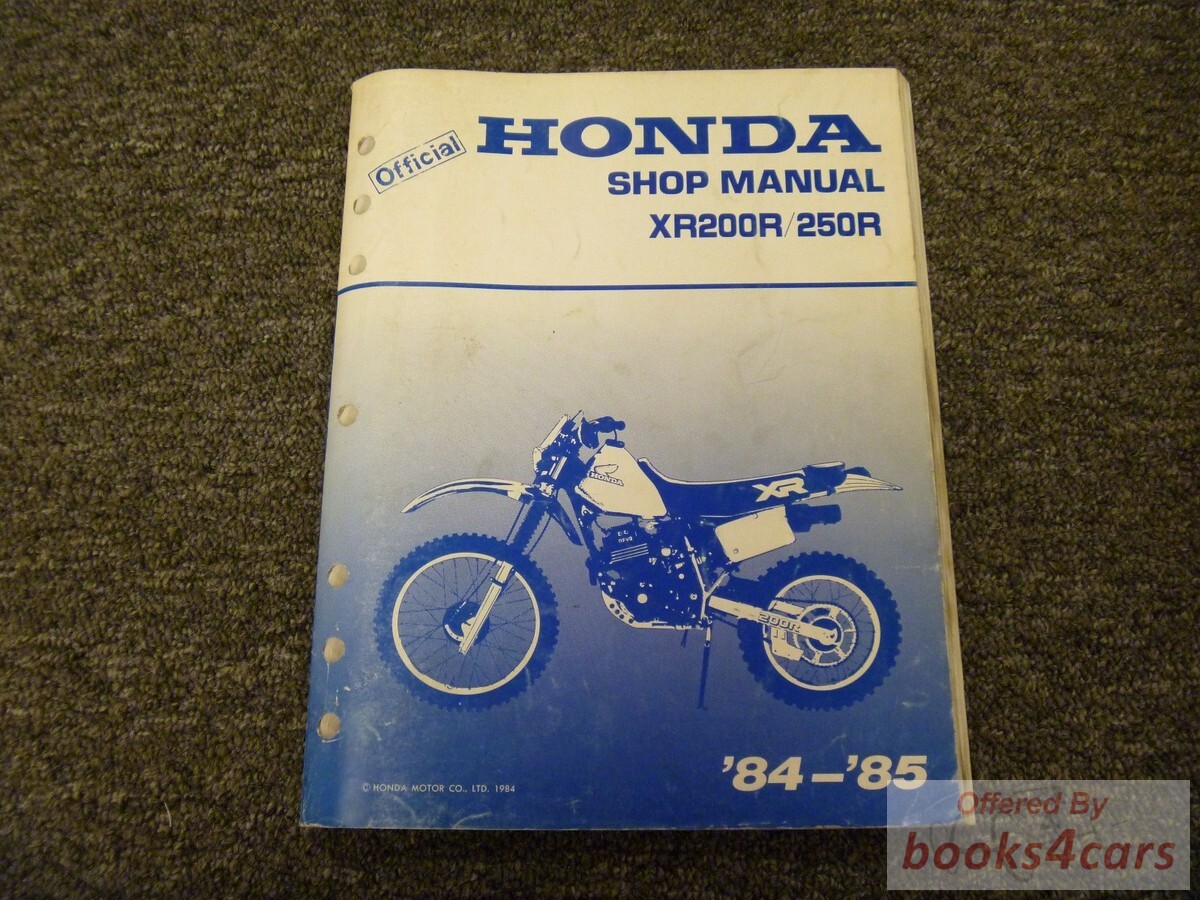 Official
HONDA
SHOP MANUAL
XR200R/250R
HONDA
XR
200R
'84-'85
© HONDA MOTOR CO., LTD. 1984
Offered By
books4cars